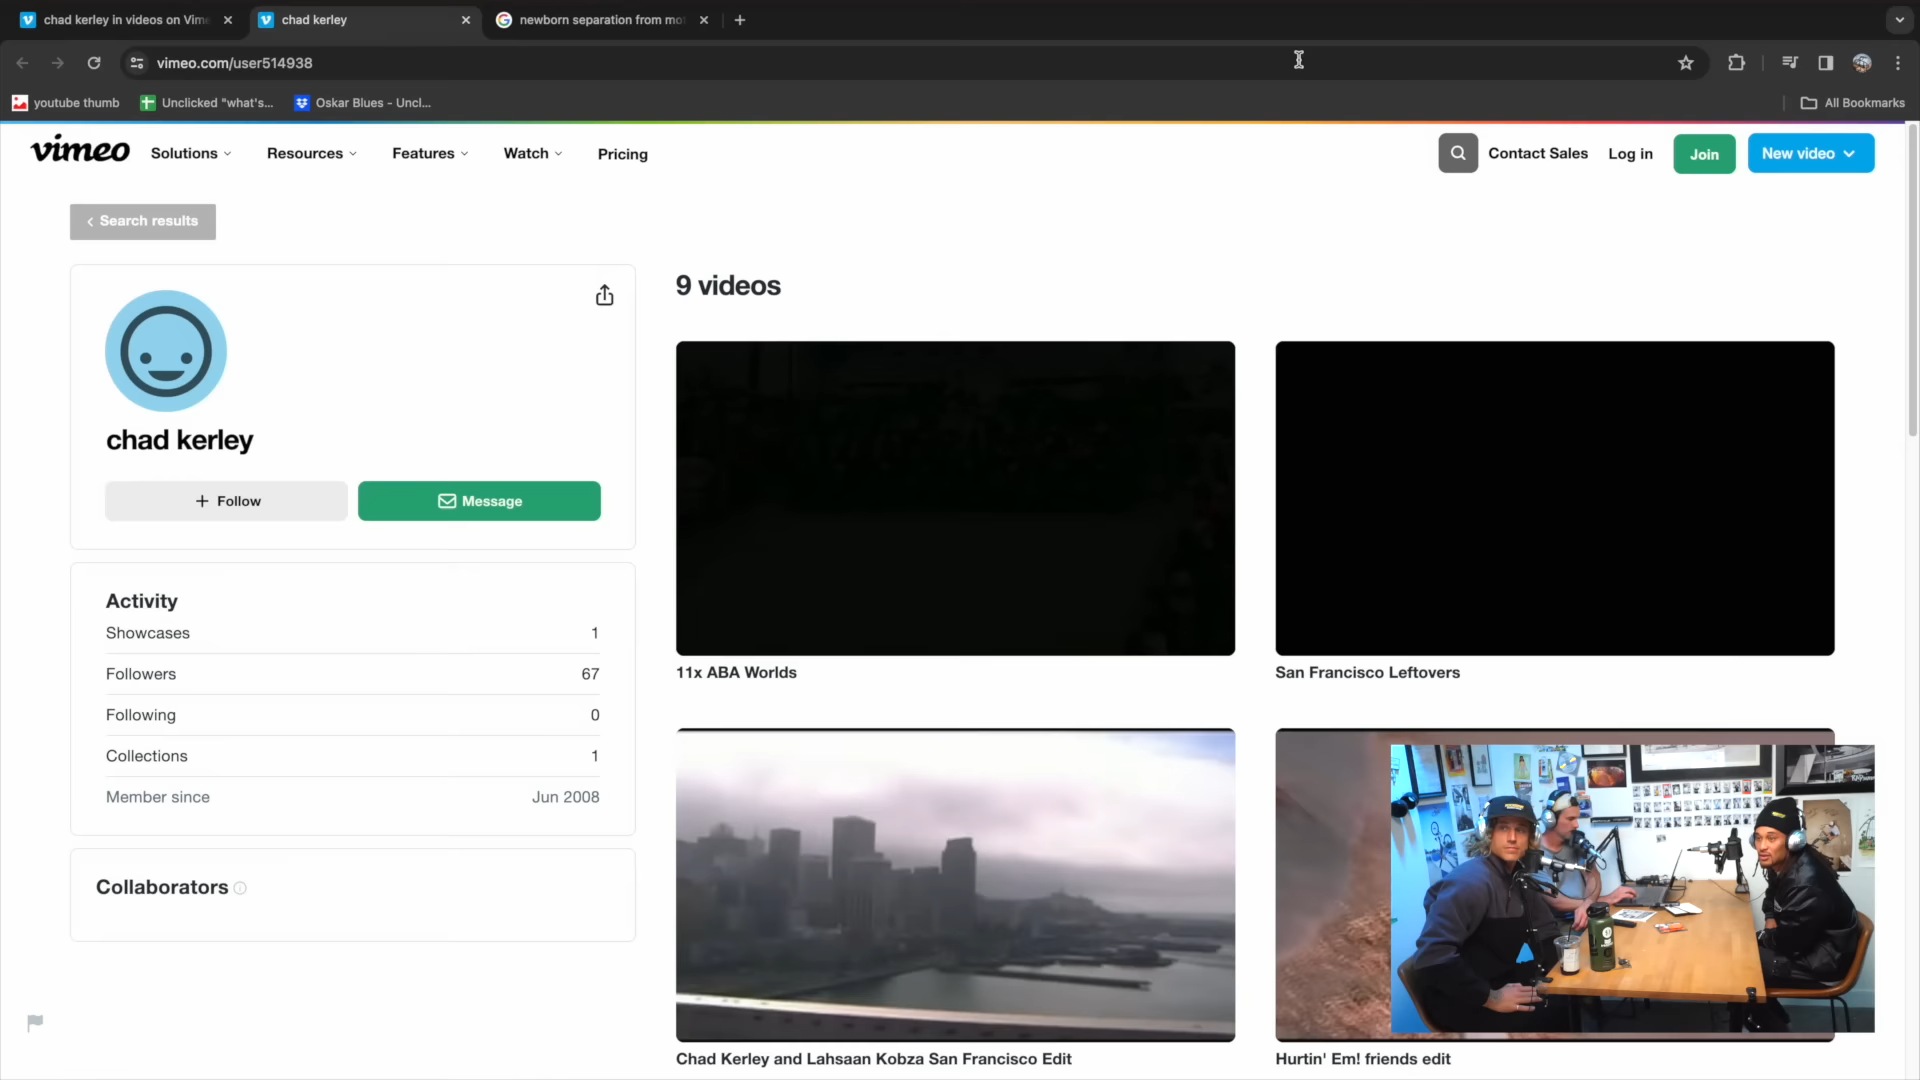 chad kerley in videos on Vim
chad kerley
newborn separation from mo
vimeo.com/user514938
youtube thumb
Unclicked "what's...
Oskar Blues - Uncl...
All Bookmarks
vimeo
Solutions
Resources
Features
Watch
Pricing
Contact Sales
Log in
Join
New video
Search results
chad kerley
+ Follow
Message
Activity
Showcases 1
Followers 67
Following 0
Collections 1
Member since Jun 2008
Collaborators
9 videos
11x ABA Worlds
San Francisco Leftovers
Chad Kerley and Lahsaan Kobza San Francisco Edit
Hurtin' Em! friends edit